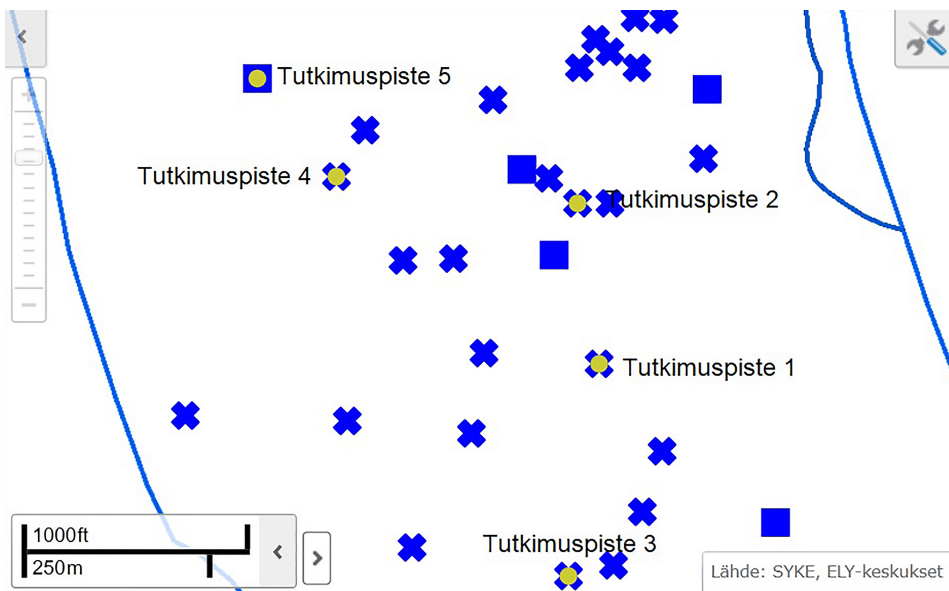 Tutkimuspiste 5
Tutkimuspiste 4
Tutkimuspiste 2
Tutkimuspiste 1
Tutkimuspiste 3
1000ft
250m
Lähde: SYKE, ELY-keskukset